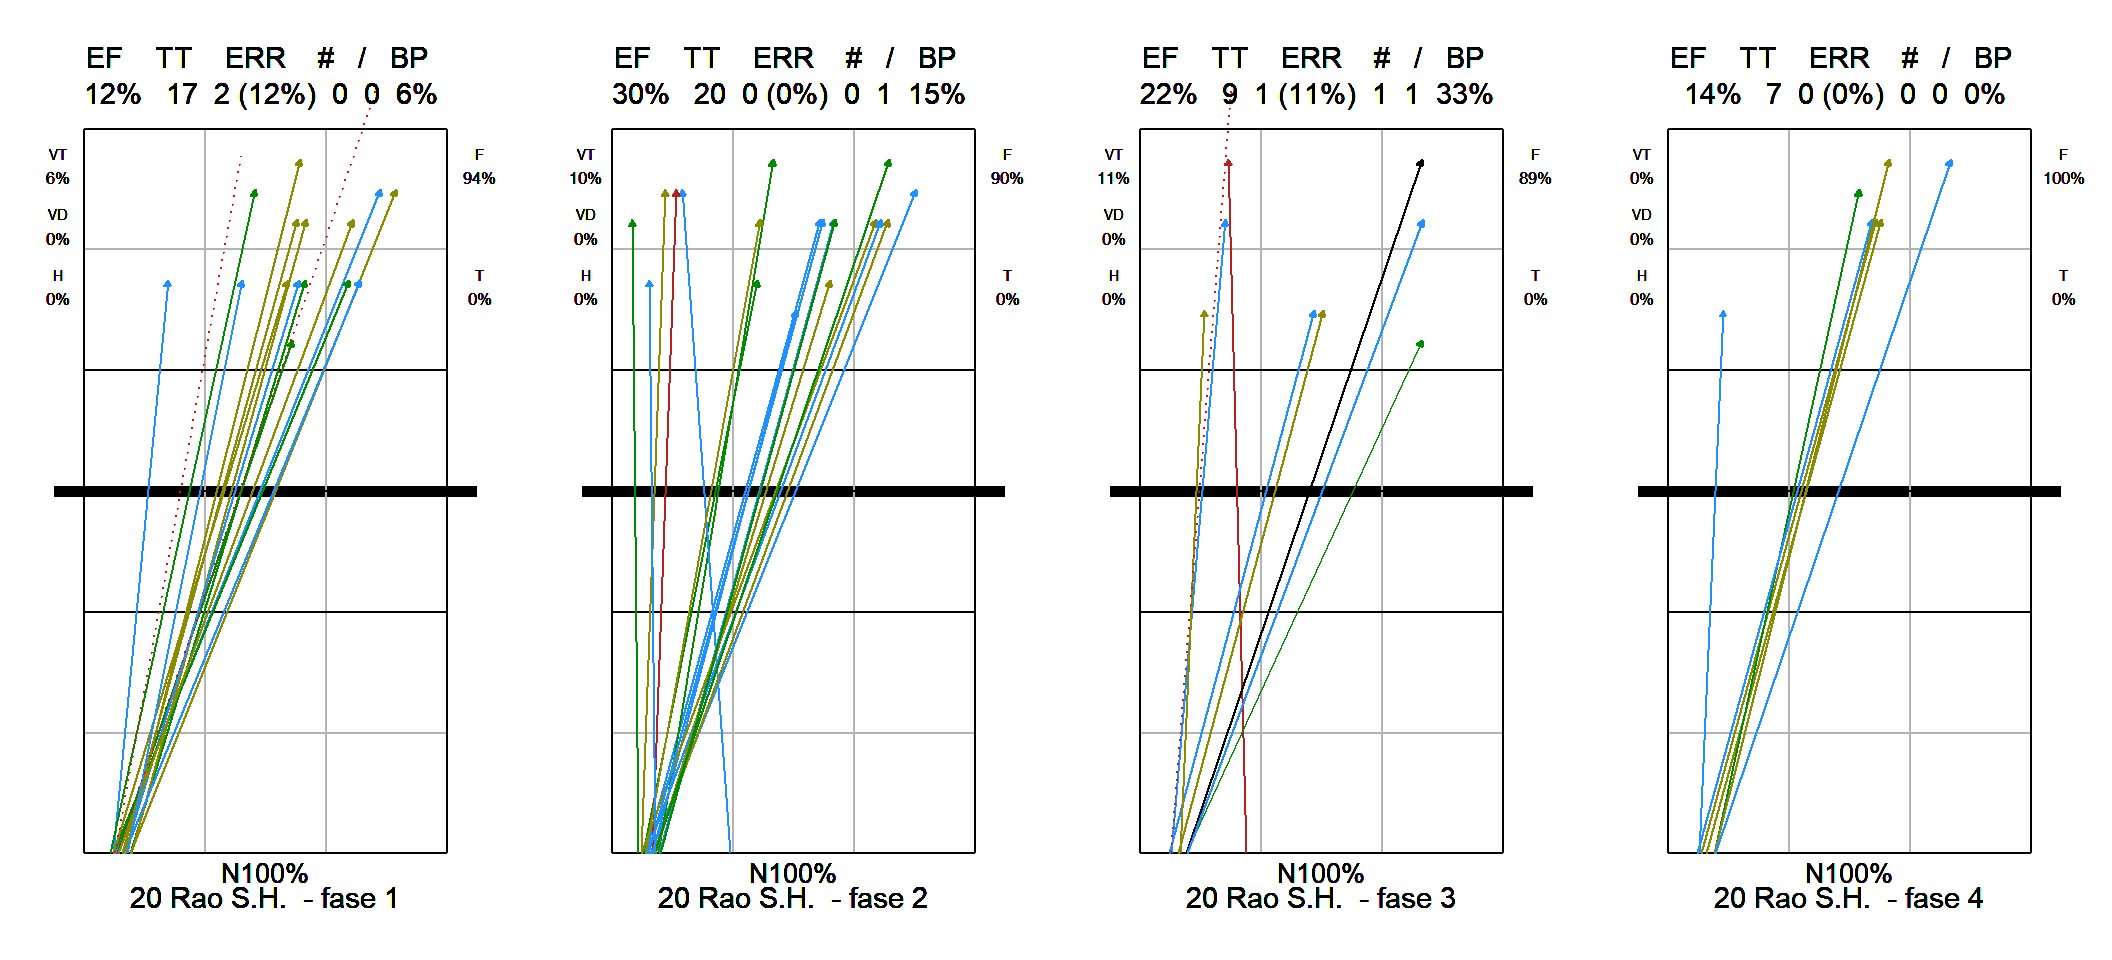 EF TT ERR # / BP
12% 17 2 (12%) 0 0 6%
VT
6%
F
94%
VD
0%
H
0%
T
0%
N100%
20 Rao S.H. - fase 1
EF TT ERR # / BP
30% 20 0 (0%) 0 1 15%
VT
10%
F
90%
VD
0%
H
0%
T
0%
N100%
20 Rao S.H. - fase 2
EF TT ERR # / BP
22% 9 1 (11%) 1 1 33%
VT
11%
F
89%
VD
0%
H
0%
T
0%
N100%
20 Rao S.H. - fase 3
EF TT ERR # / BP
14% 7 0 (0%) 0 0 0%
VT
0%
F
100%
VD
0%
H
0%
T
0%
N100%
20 Rao S.H. - fase 4